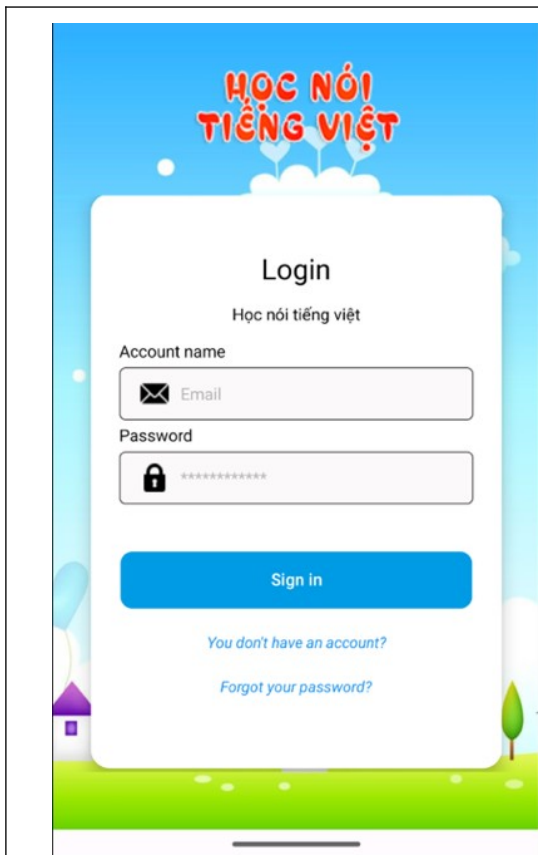 HỌC NÓI
TIẾNG VIỆT
Login
Học nói tiếng việt
Account name
Email
Password
************
Sign in
You don't have an account?
Forgot your password?